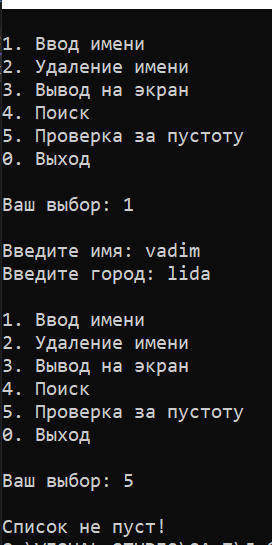 1. Ввод имени
2. Удаление имени
3. Вывод на экран
4. Поиск
5. Проверка за пустоту
0. Выход
Ваш выбор: 1
Введите имя: vadim
Введите город: lida
1. Ввод имени
2. Удаление имени
3. Вывод на экран
4. Поиск
5. Проверка за пустоту
0. Выход
Ваш выбор: 5
Список не пуст!